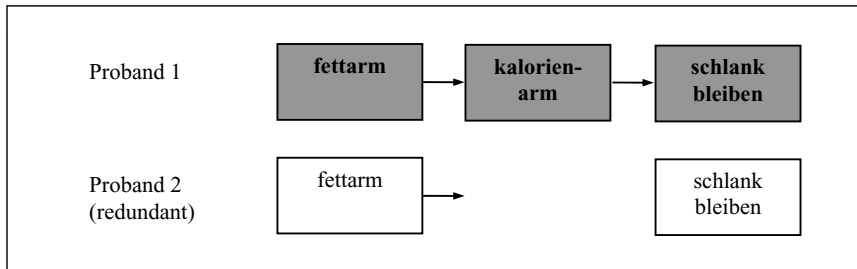 Proband 1
fettarm
kalorien-
arm
schlank
bleiben
Proband 2
(redundant)
fettarm
schlank
bleiben